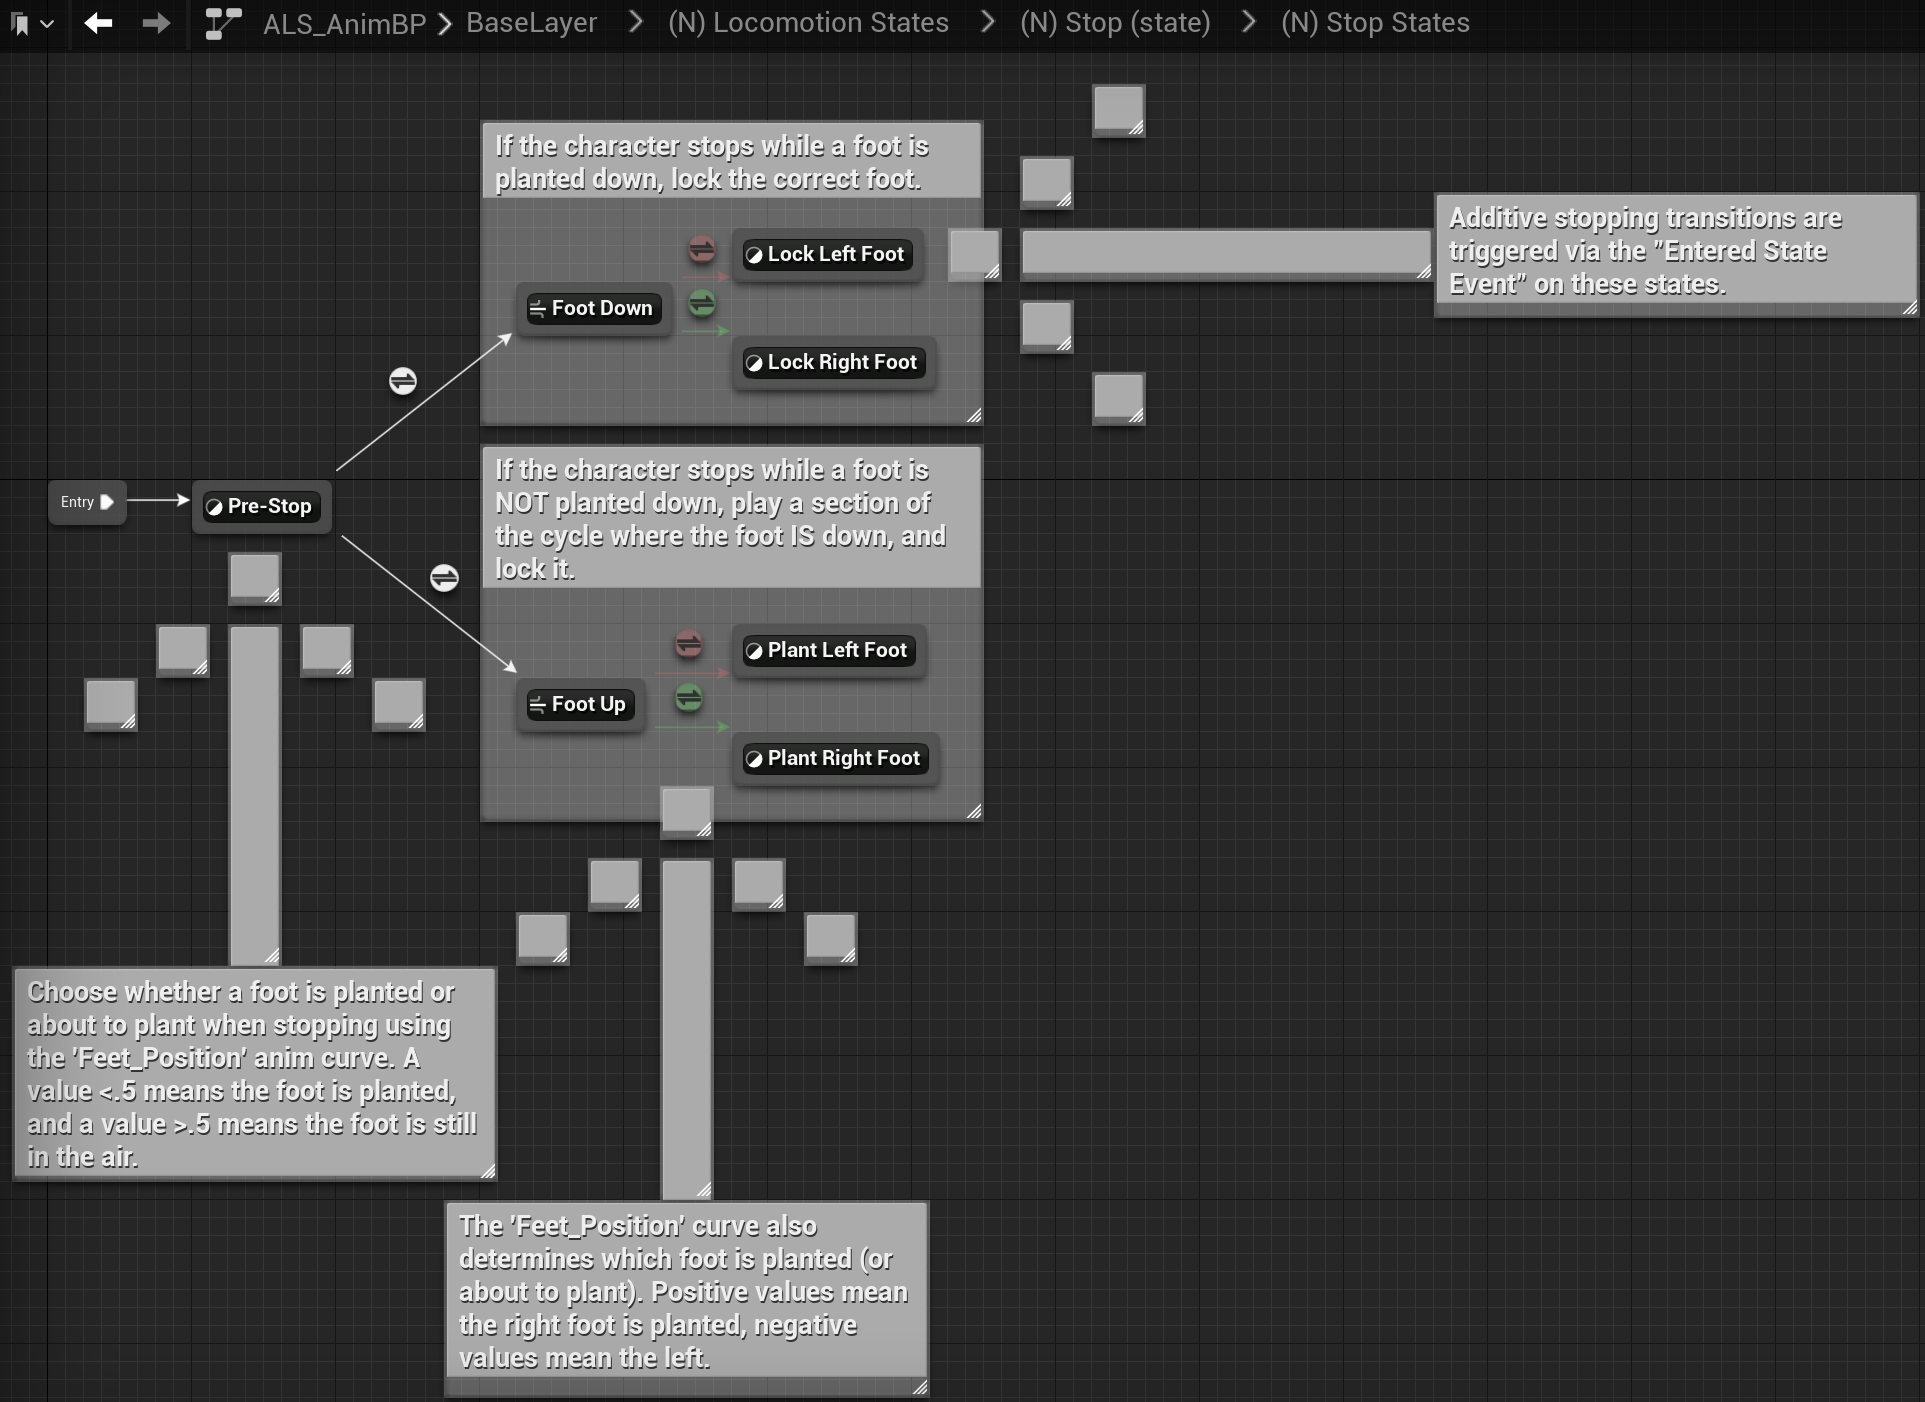 ALS_AnimBP > BaseLayer > (N) Locomotion States > (N) Stop (state) > (N) Stop States
If the character stops while a foot is
planted down, lock the correct foot.
Lock Left Foot
Foot Down
Lock Right Foot
Additive stopping transitions are
triggered via the "Entered State
Event" on these states.
Entry
Pre-Stop
If the character stops while a foot is
NOT planted down, play a section of
the cycle where the foot IS down, and
lock it.
Plant Left Foot
Foot Up
Plant Right Foot
Choose whether a foot is planted or
about to plant when stopping using
the 'Feet_Position' anim curve. A
value <.5 means the foot is planted,
and a value >.5 means the foot is still
in the air.
The 'Feet_Position' curve also
determines which foot is planted (or
about to plant). Positive values mean
the right foot is planted, negative
values mean the left.